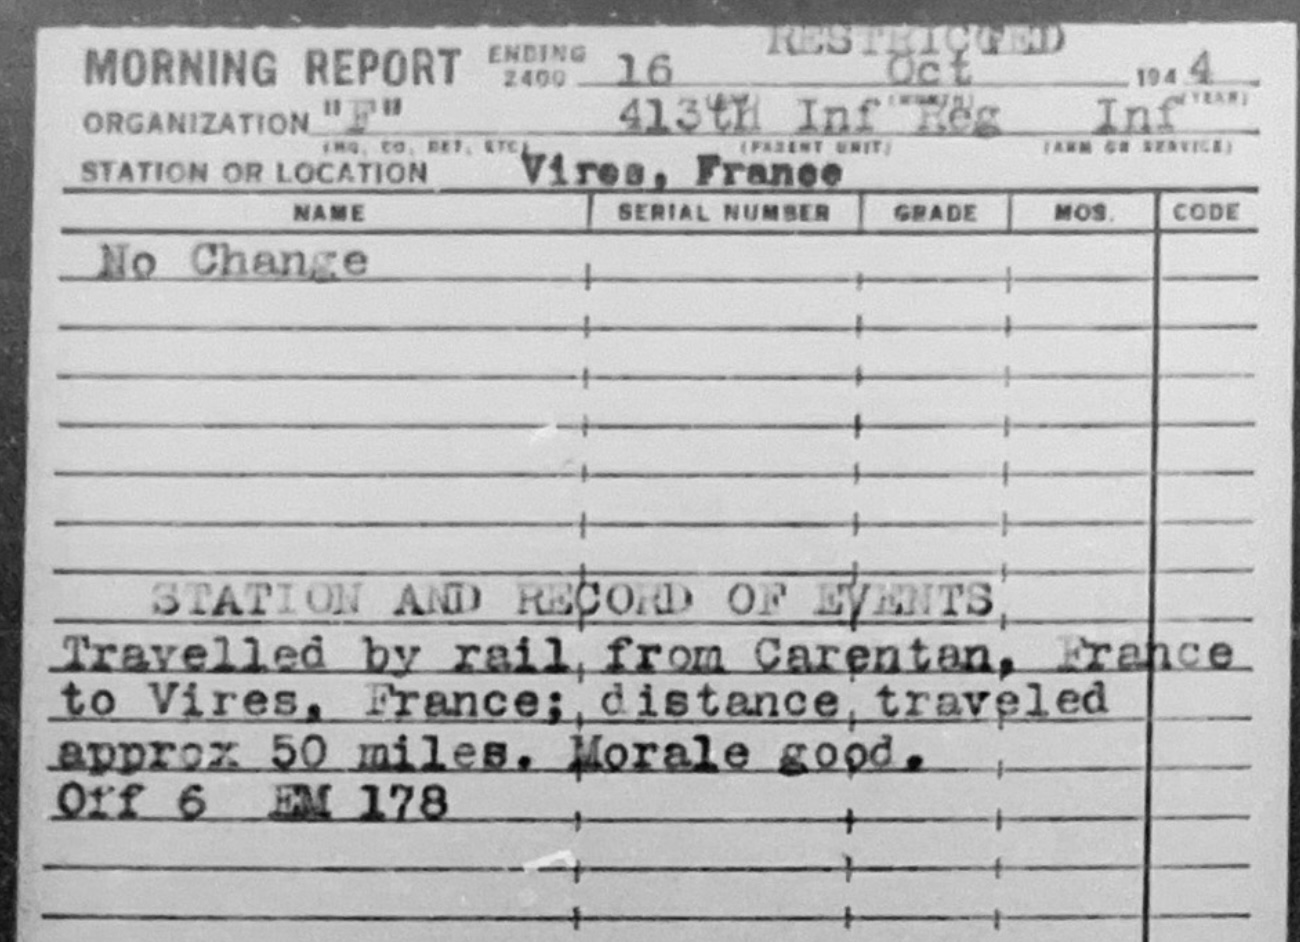 RESTRICTED
MORNING REPORT ENDING 2400 16 Oct 194 4
(MONTH) (YEAR)
ORGANIZATION "F" 413th Inf Reg Inf
(HQ, CO, DET, ETC) (PARENT UNIT) (ARM OR SERVICE)
STATION OR LOCATION Vires, France
NAME SERIAL NUMBER GRADE MOS. CODE
No Change
STATION AND RECORD OF EVENTS
Travelled by rail from Carentan, France
to Vires, France; distance traveled
approx 50 miles. Morale good.
Off 6 EM 178